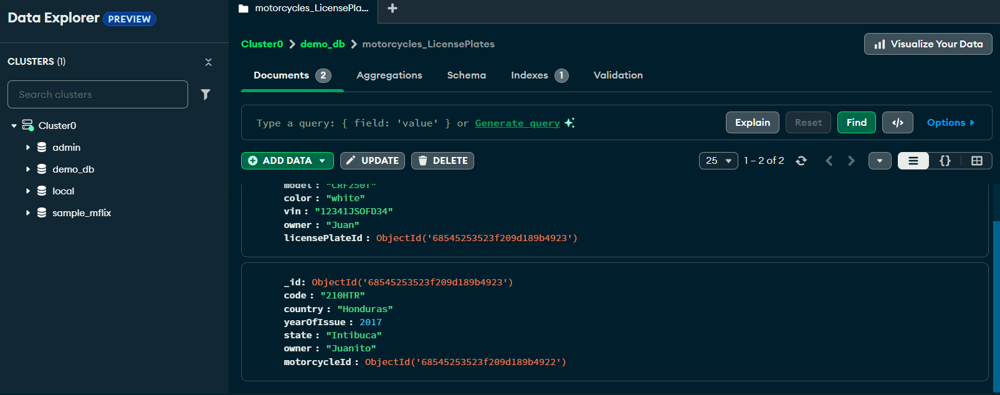 Data Explorer PREVIEW
CLUSTERS (1)
Search clusters
Cluster0
admin
demo_db
local
sample_mflix
motorcycles_LicensePla...
Cluster0 > demo_db > motorcycles_LicensePlates
Visualize Your Data
Documents 2 Aggregations Schema Indexes 1 Validation
Type a query: { field: 'value' } or Generate query
Explain Reset Find </> Options
ADD DATA UPDATE DELETE
25 1 – 2 of 2 {}
model : "CRF250T"
color : "white"
vin : "12341JSOFD34"
owner : "Juan"
licensePlateId : ObjectId('68545253523f209d189b4923')
_id: ObjectId('68545253523f209d189b4923')
code : "210HTR"
country : "Honduras"
yearOfIssue : 2017
state : "Intibuca"
owner : "Juanito"
motorcycleId : ObjectId('68545253523f209d189b4922')